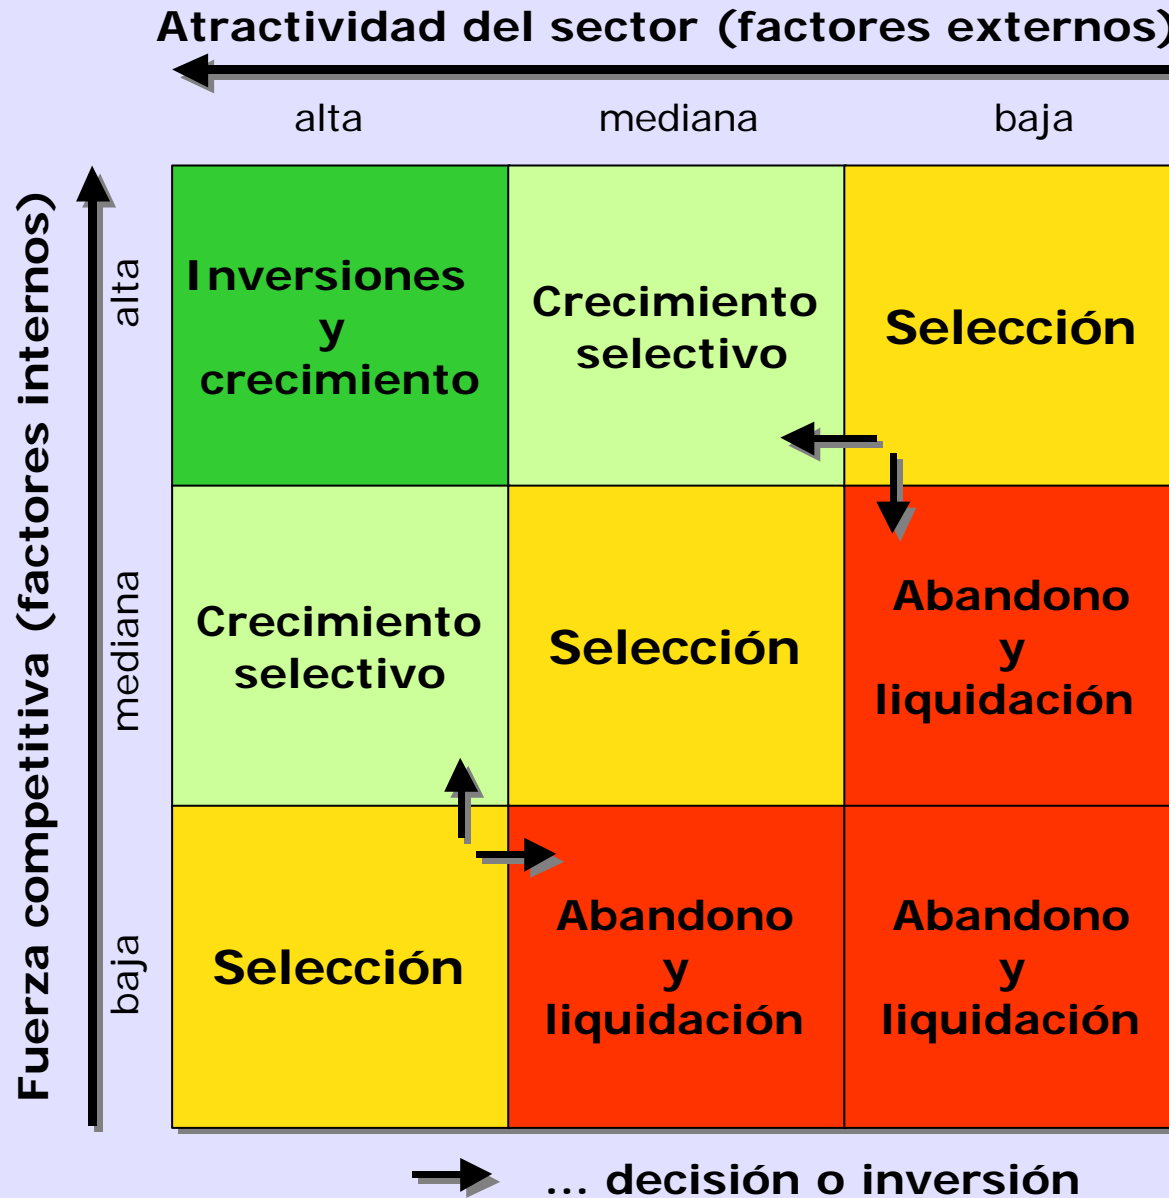 Atractividad del sector (factores externos)
alta
mediana
baja
Fuerza competitiva (factores internos)
alta
mediana
baja
Inversiones
y
crecimiento
Crecimiento
selectivo
Selección
Crecimiento
selectivo
Selección
Abandono
y
liquidación
Selección
Abandono
y
liquidación
Abandono
y
liquidación
... decisión o inversión